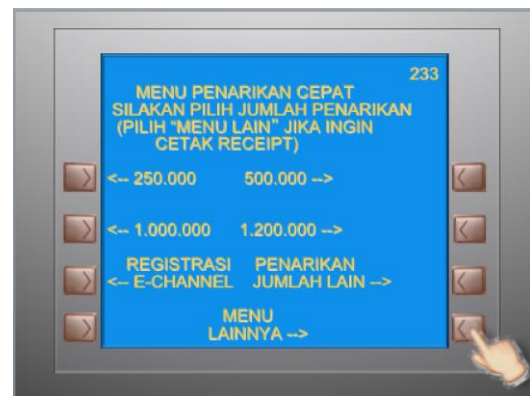 233
MENU PENARIKAN CEPAT
SILAKAN PILIH JUMLAH PENARIKAN
(PILIH "MENU LAIN" JIKA INGIN
CETAK RECEIPT)
<-- 250.000 500.000 -->
<-- 1.000.000 1.200.000 -->
REGISTRASI PENARIKAN
<-- E-CHANNEL JUMLAH LAIN -->
MENU
LAINNYA -->